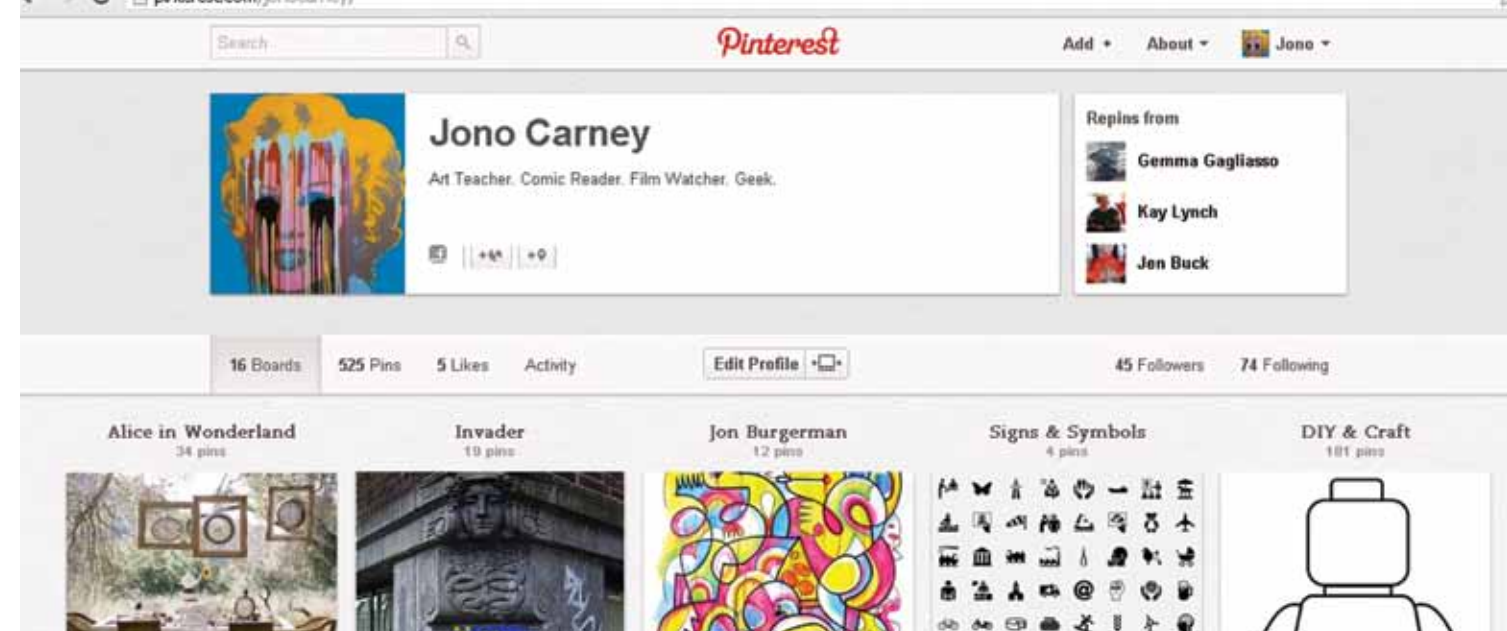 Search
Pinterest
Add +
About
Jono
Jono Carney
Art Teacher. Comic Reader. Film Watcher. Geek.
Repins from
Gemma Gagliasso
Kay Lynch
Jen Buck
16 Boards
525 Pins
5 Likes
Activity
Edit Profile
45 Followers
74 Following
Alice in Wonderland
34 pins
Invader
19 pins
Jon Burgerman
12 pins
Signs & Symbols
4 pins
DIY & Craft
181 pins